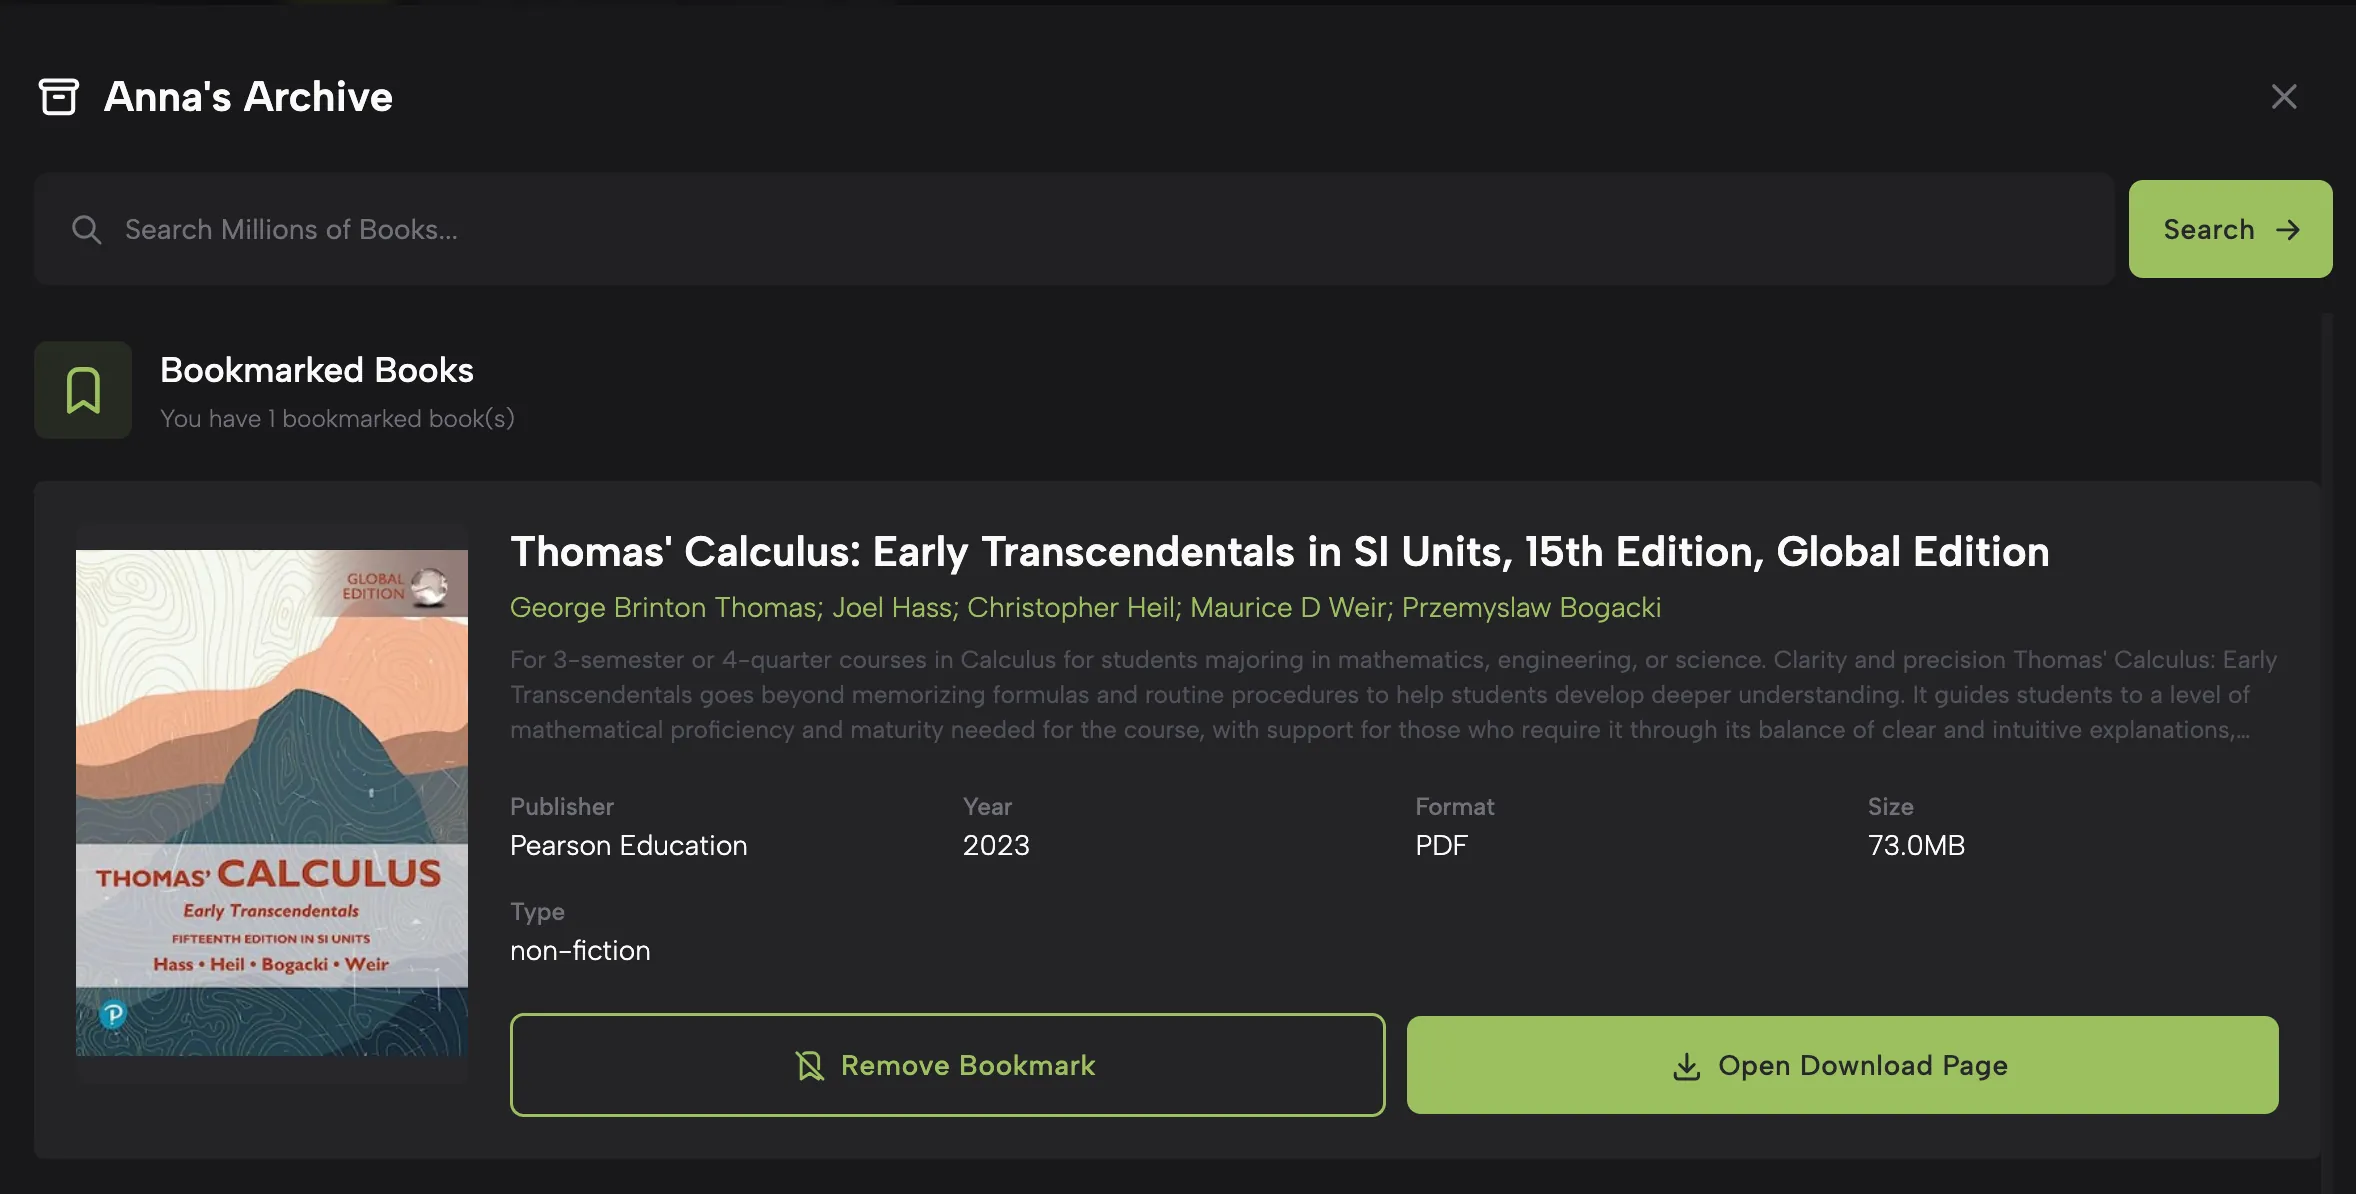 Anna's Archive
Search Millions of Books...
Search
Bookmarked Books
You have 1 bookmarked book(s)
GLOBAL
EDITION
THOMAS' CALCULUS
Early Transcendentals
FIFTEENTH EDITION IN SI UNITS
Hass • Heil • Bogacki • Weir
P
Thomas' Calculus: Early Transcendentals in SI Units, 15th Edition, Global Edition
George Brinton Thomas; Joel Hass; Christopher Heil; Maurice D Weir; Przemyslaw Bogacki
For 3-semester or 4-quarter courses in Calculus for students majoring in mathematics, engineering, or science. Clarity and precision Thomas' Calculus: Early
Transcendentals goes beyond memorizing formulas and routine procedures to help students develop deeper understanding. It guides students to a level of
mathematical proficiency and maturity needed for the course, with support for those who require it through its balance of clear and intuitive explanations,...
Publisher
Pearson Education
Year
2023
Format
PDF
Size
73.0MB
Type
non-fiction
Remove Bookmark
Open Download Page